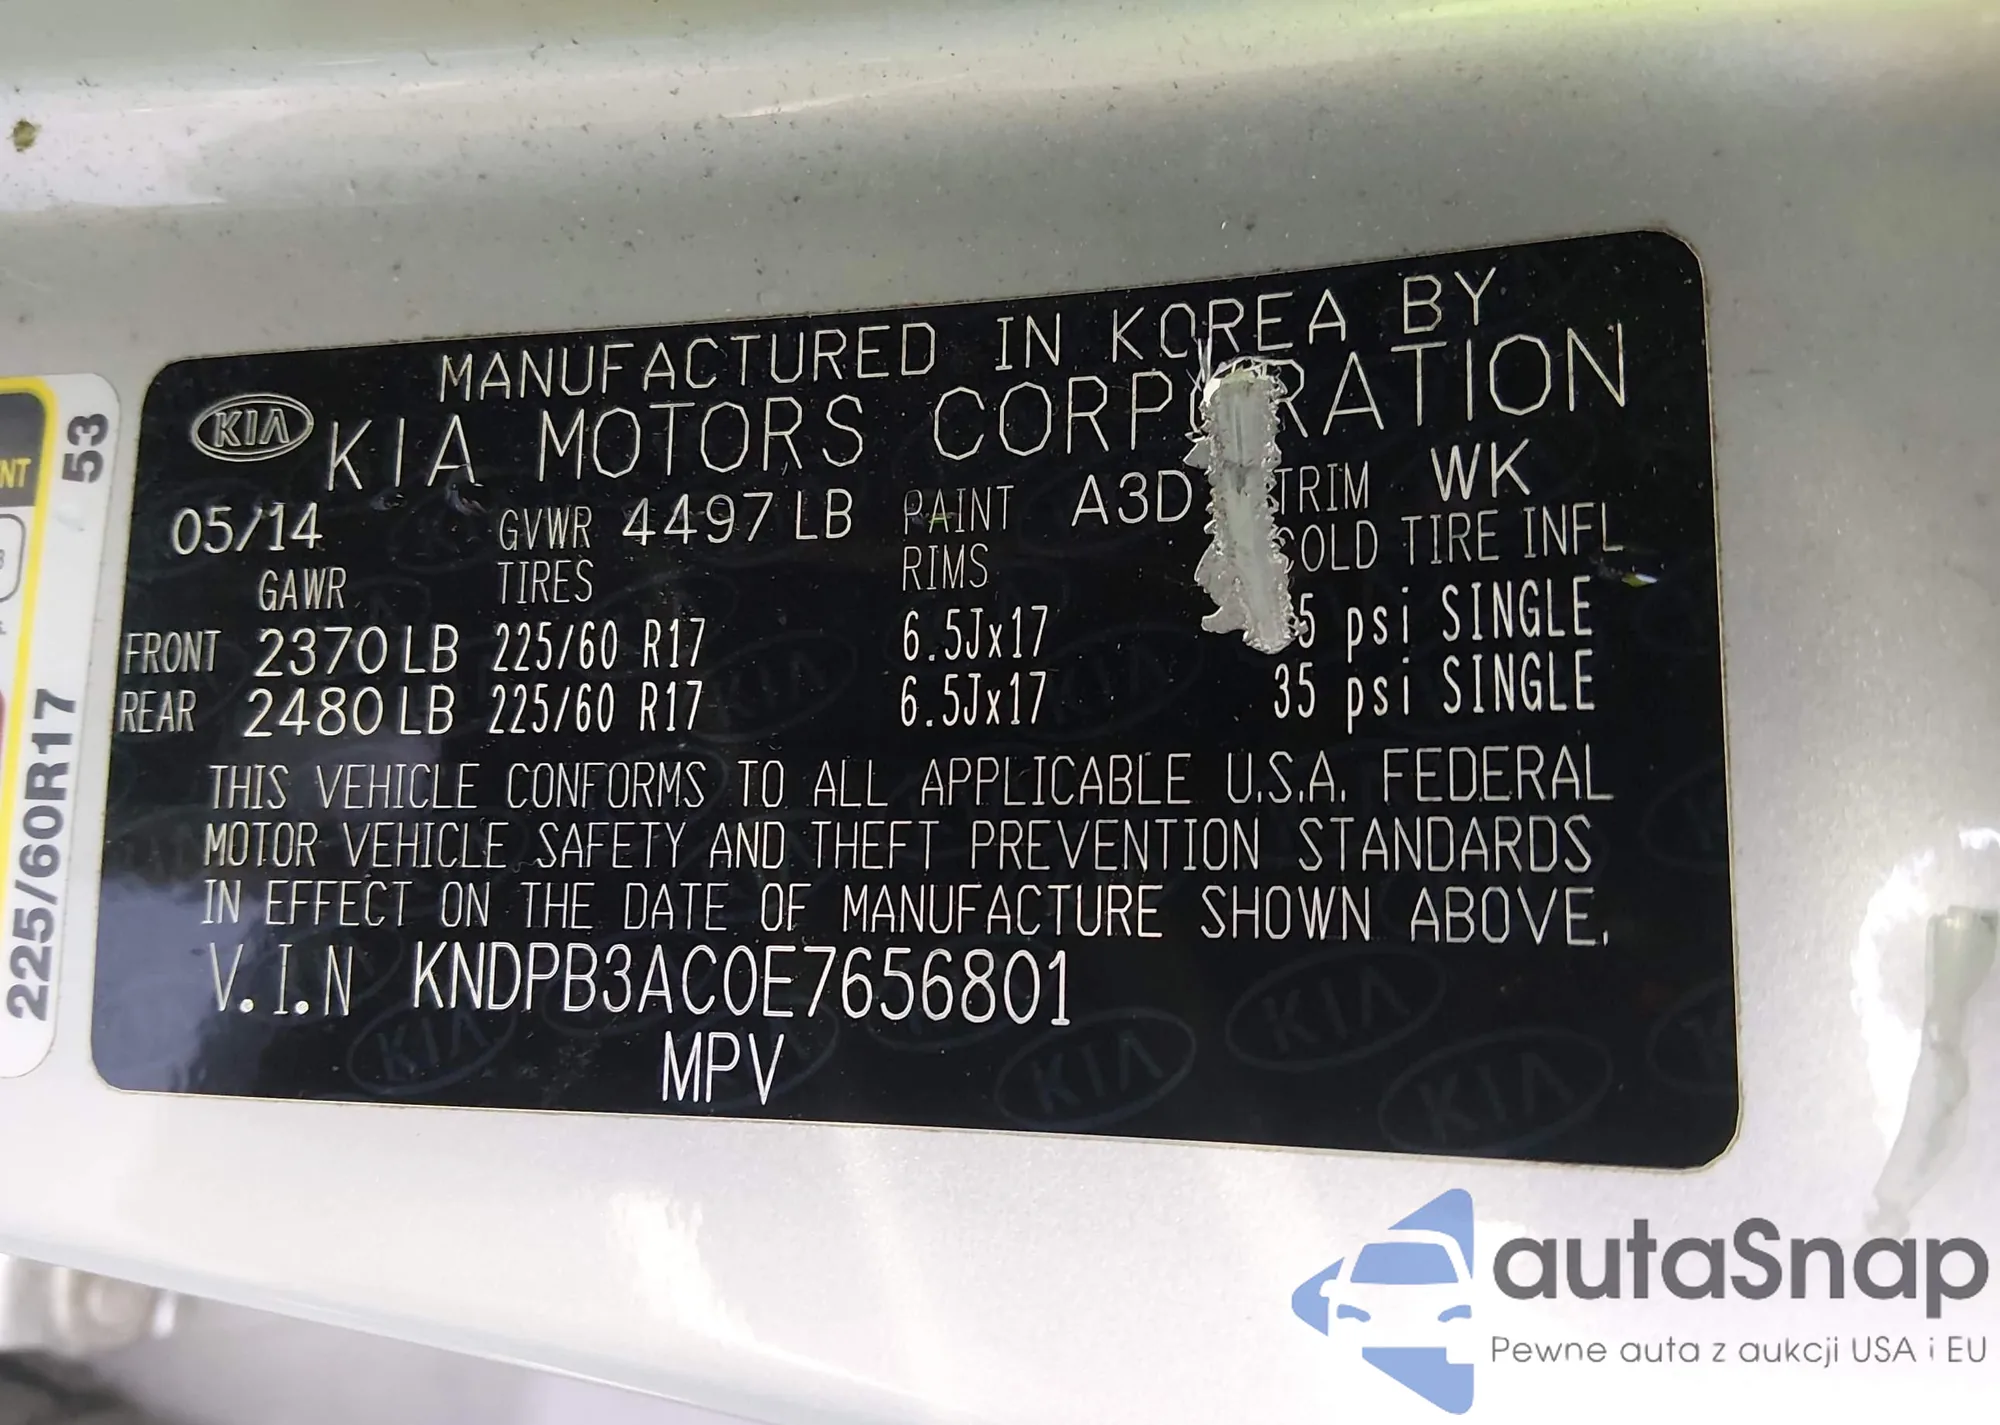 MANUFACTURED IN KOREA BY
KIA KIA MOTORS CORPORATION
05/14 GVWR 4497 LB PAINT A3D TRIM WK
GAWR TIRES RIMS COLD TIRE INFL
FRONT 2370 LB 225/60 R17 6.5Jx17 5 psi SINGLE
REAR 2480 LB 225/60 R17 6.5Jx17 35 psi SINGLE
THIS VEHICLE CONFORMS TO ALL APPLICABLE U.S.A. FEDERAL
MOTOR VEHICLE SAFETY AND THEFT PREVENTION STANDARDS
IN EFFECT ON THE DATE OF MANUFACTURE SHOWN ABOVE.
V.I.N KNDPB3AC0E7656801
MPV
53
225/60R17
autaSnap
Pewne auta z aukcji USA i EU